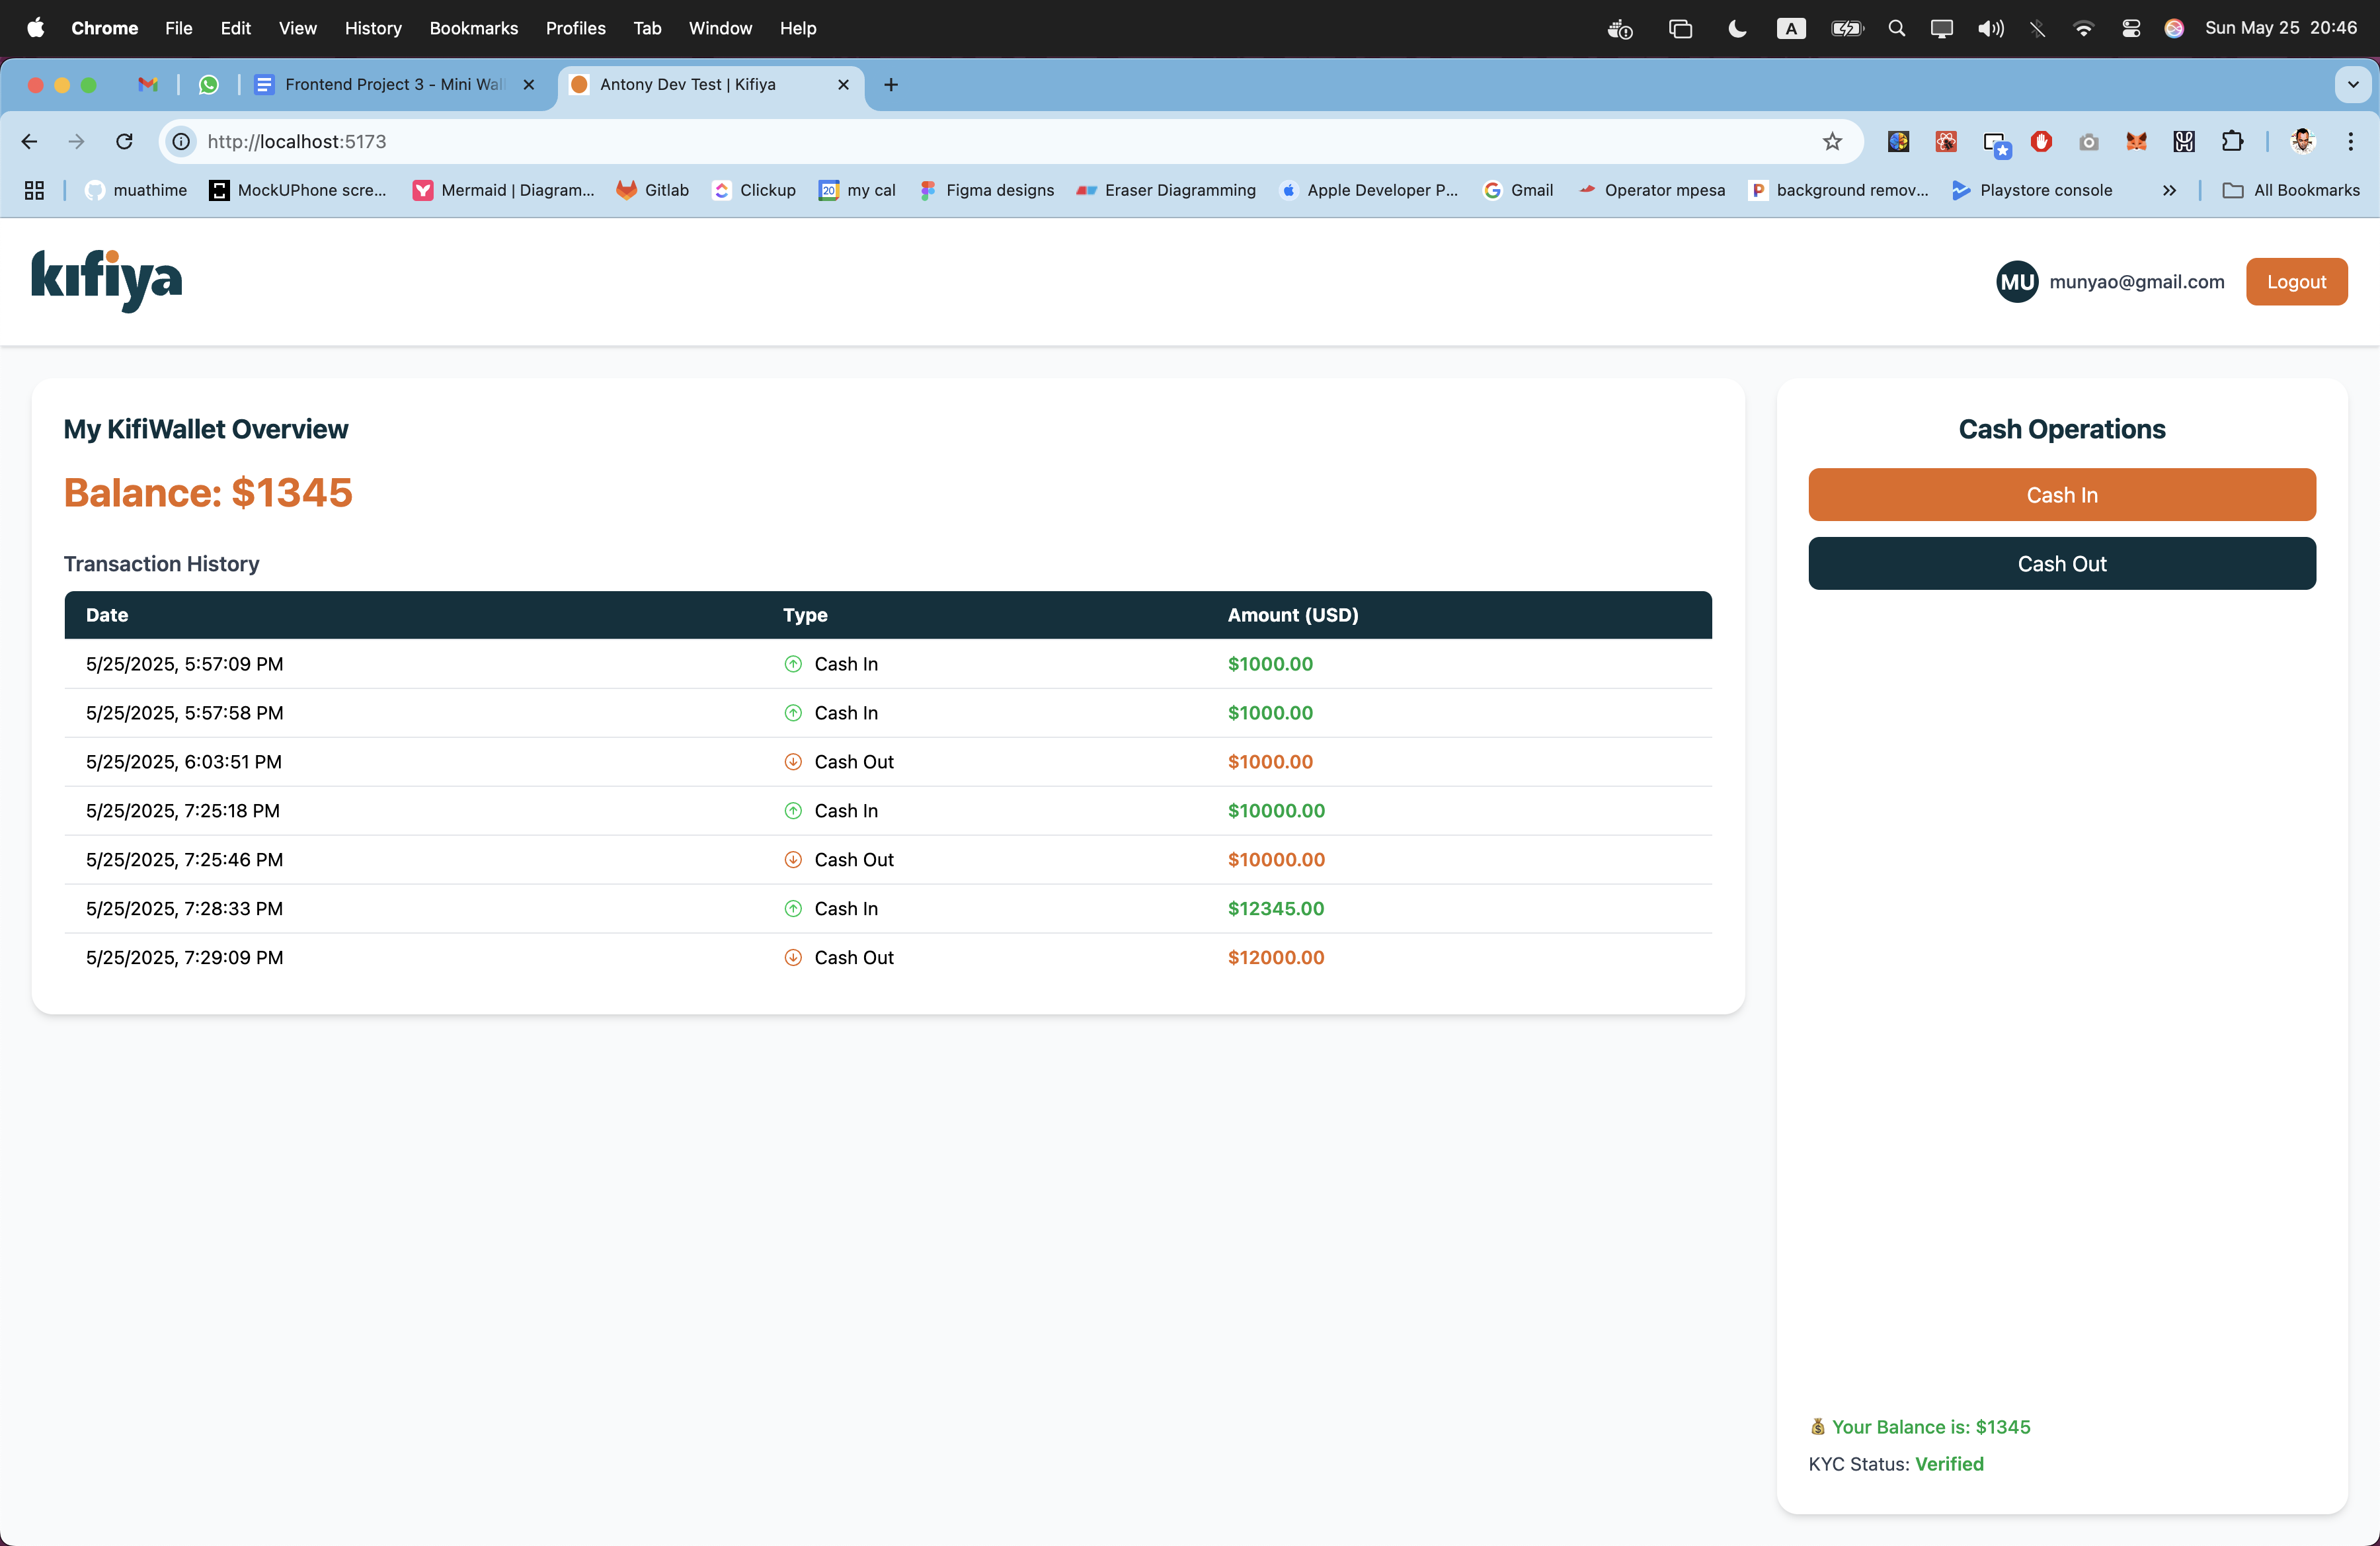 Chrome File Edit View History Bookmarks Profiles Tab Window Help A Sun May 25 20:46
Frontend Project 3 - Mini Wal Antony Dev Test | Kifiya
http://localhost:5173
muathime MockUPhone scre... Mermaid | Diagram... Gitlab Clickup 20 my cal Figma designs Eraser Diagramming Apple Developer P... Gmail Operator mpesa background remov... Playstore console All Bookmarks
kifiya
MU munyao@gmail.com Logout
My KifiWallet Overview
Balance: $1345
Transaction History
Date Type Amount (USD)
5/25/2025, 5:57:09 PM Cash In $1000.00
5/25/2025, 5:57:58 PM Cash In $1000.00
5/25/2025, 6:03:51 PM Cash Out $1000.00
5/25/2025, 7:25:18 PM Cash In $10000.00
5/25/2025, 7:25:46 PM Cash Out $10000.00
5/25/2025, 7:28:33 PM Cash In $12345.00
5/25/2025, 7:29:09 PM Cash Out $12000.00
Cash Operations
Cash In
Cash Out
💰 Your Balance is: $1345
KYC Status: Verified